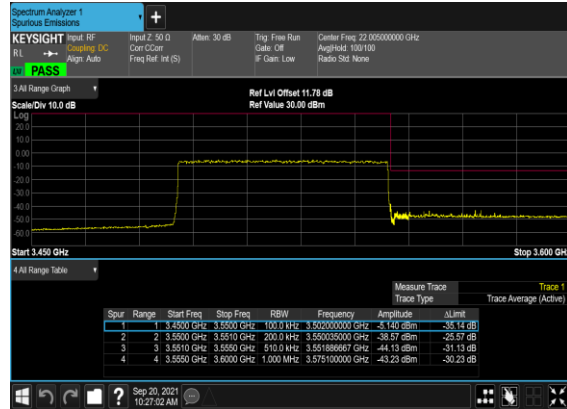 Spectrum Analyzer 1
Spurious Emissions
+
KEYSIGHT Input: RF Input Z: 50 Ω Atten: 30 dB Trig: Free Run Center Freq: 22.005000000 GHz
RL Coupling: DC Corr CCorr Gate: Off Avg|Hold: 100/100
Align: Auto Freq Ref: Int (S) IF Gain: Low Radio Std: None
LW PASS
3 All Range Graph
Ref Lvl Offset 11.78 dB
Scale/Div 10.0 dB Ref Value 30.00 dBm
Log
20.0
10.0
0.00
-10.0
-20.0
-30.0
-40.0
-50.0
-60.0
Start 3.450 GHz Stop 3.600 GH
4 All Range Table
Measure Trace Trace 1
Trace Type Trace Average (Active)
Spur Range Start Freq Stop Freq RBW Frequency Amplitude ΔLimit
1 1 3.4500 GHz 3.5500 GHz 100.0 kHz 3.502000000 GHz -5.140 dBm -35.14 dB
2 2 3.5500 GHz 3.5510 GHz 200.0 kHz 3.550035000 GHz -38.57 dBm -25.57 dB
3 3 3.5510 GHz 3.5550 GHz 510.0 kHz 3.551886667 GHz -44.13 dBm -31.13 dB
4 4 3.5550 GHz 3.6000 GHz 1.000 MHz 3.575100000 GHz -43.23 dBm -30.23 dB
? Sep 20, 2021
10:27:02 AM